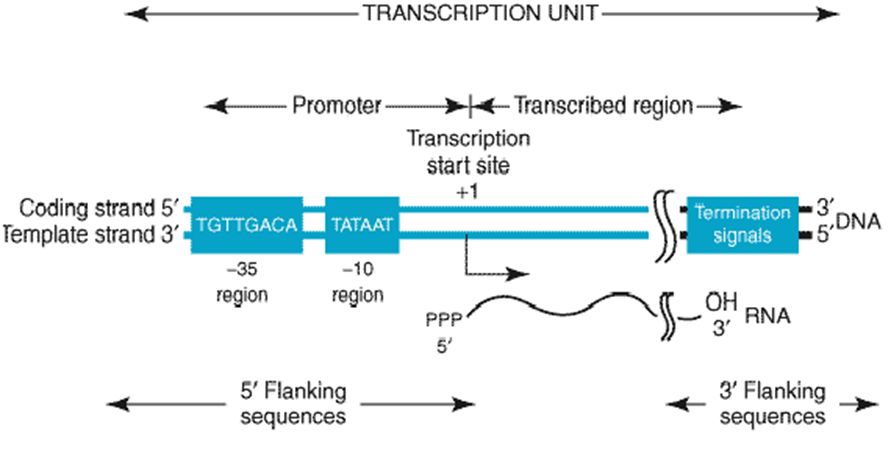 TRANSCRIPTION UNIT
Promoter
Transcribed region
Transcription
start site
+1
Coding strand 5′
Template strand 3′
TGTTGACA
TATAAT
Termination
signals
3′
5′
DNA
−35
region
−10
region
PPP
5′
OH
3′
RNA
5′ Flanking
sequences
3′ Flanking
sequences